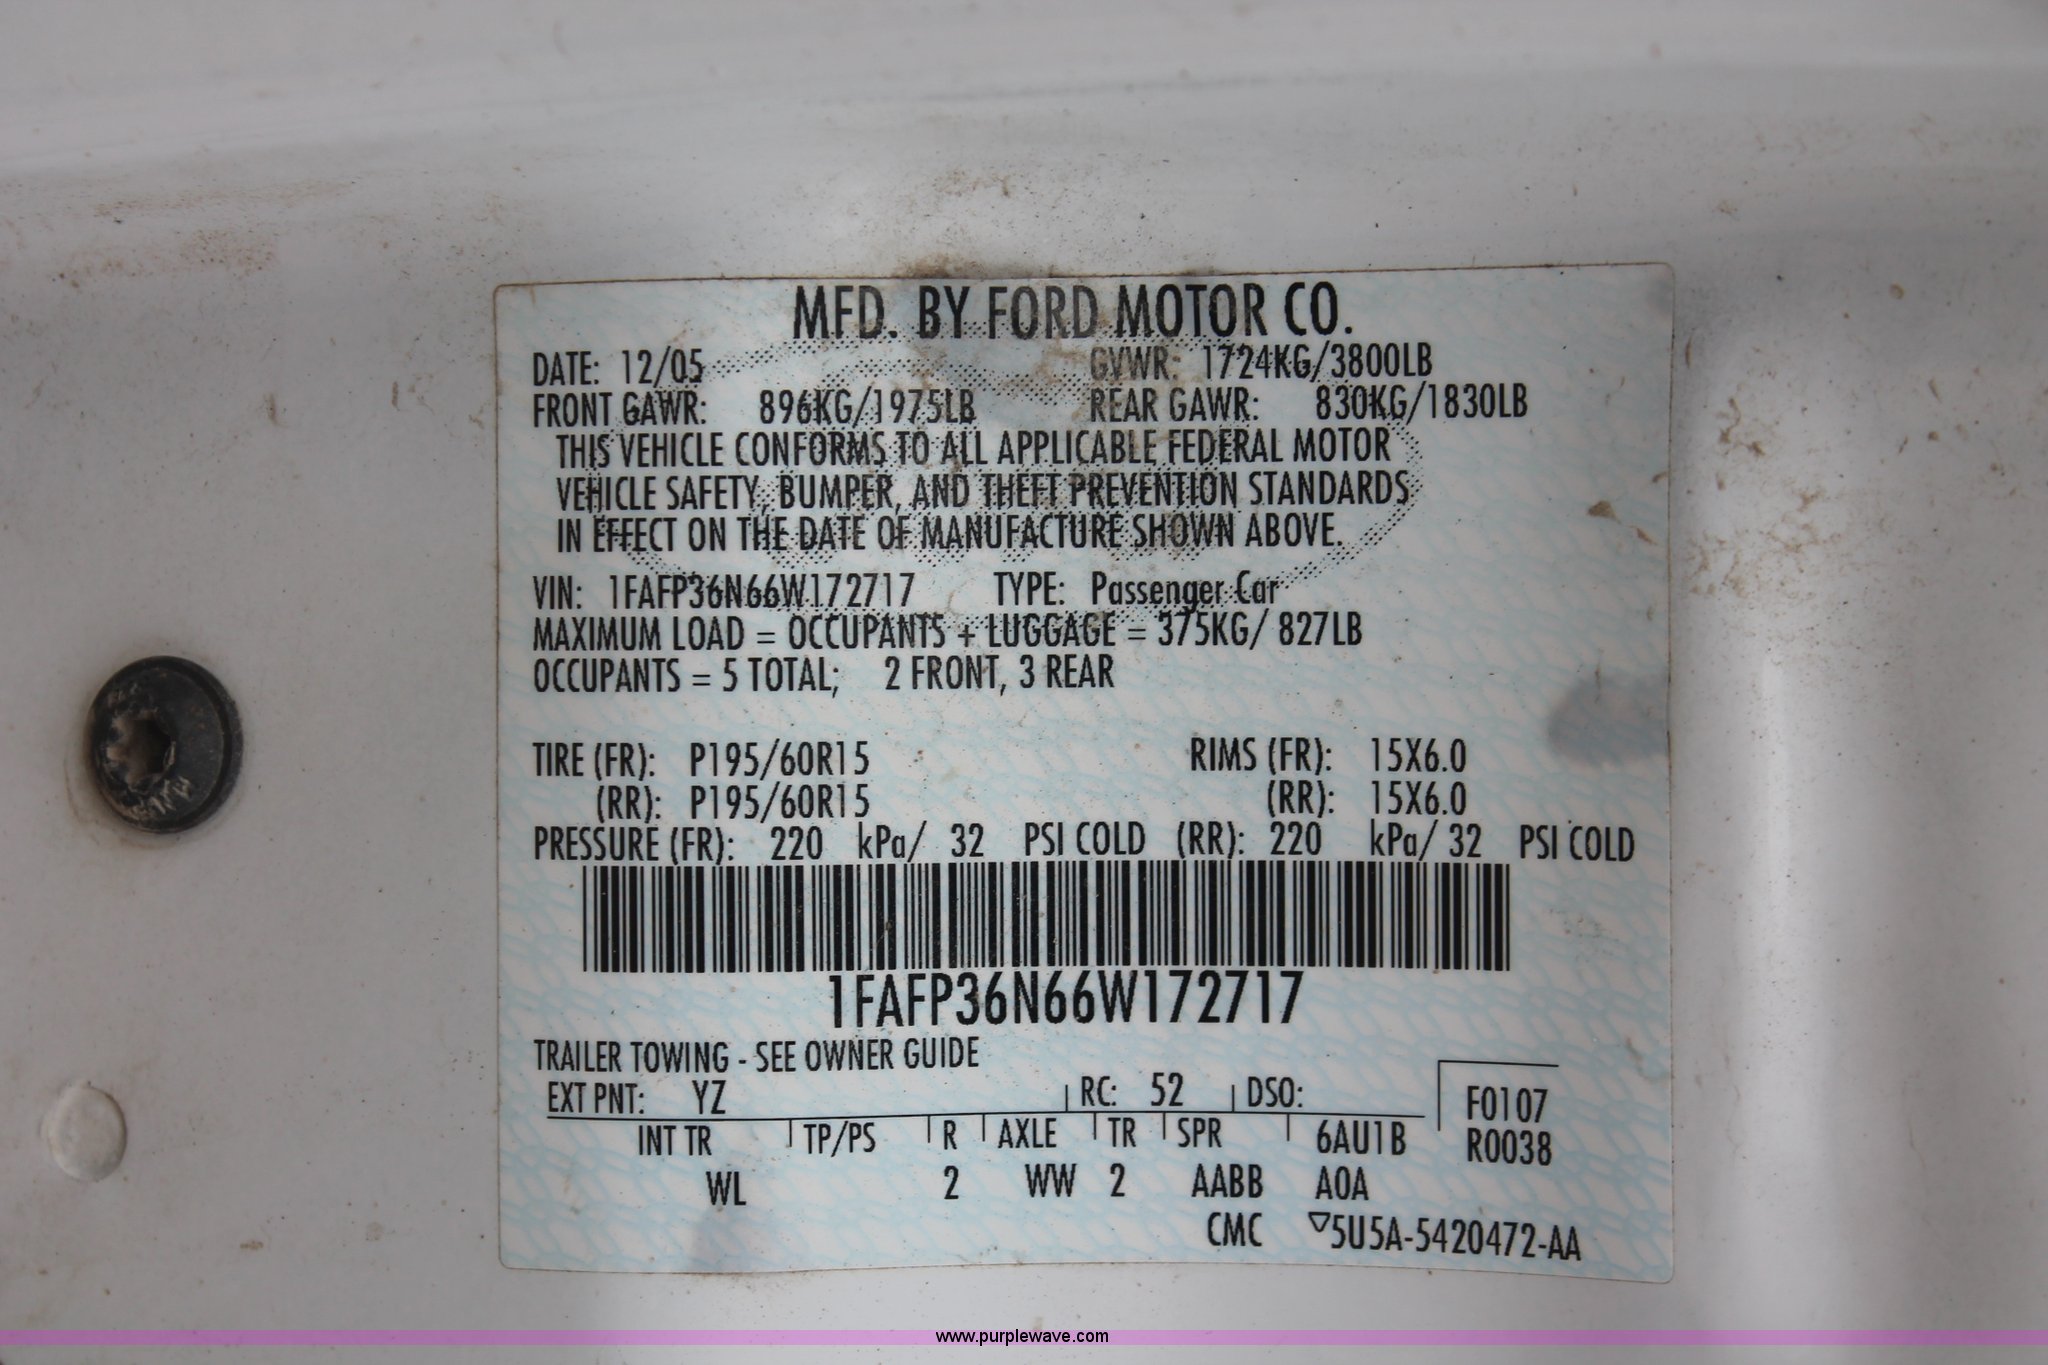 MFD. BY FORD MOTOR CO.
DATE: 12/05 GVWR: 1724KG/3800LB
FRONT GAWR: 896KG/1975LB REAR GAWR: 830KG/1830LB
THIS VEHICLE CONFORMS TO ALL APPLICABLE FEDERAL MOTOR
VEHICLE SAFETY, BUMPER, AND THEFT PREVENTION STANDARDS
IN EFFECT ON THE DATE OF MANUFACTURE SHOWN ABOVE.
VIN: 1FAFP36N66W172717 TYPE: Passenger Car
MAXIMUM LOAD = OCCUPANTS + LUGGAGE = 375KG/ 827LB
OCCUPANTS = 5 TOTAL; 2 FRONT, 3 REAR
TIRE (FR): P195/60R15 RIMS (FR): 15X6.0
(RR): P195/60R15 (RR): 15X6.0
PRESSURE (FR): 220 kPa/ 32 PSI COLD (RR): 220 kPa/ 32 PSI COLD
1FAFP36N66W172717
TRAILER TOWING - SEE OWNER GUIDE
EXT PNT: YZ RC: 52 DSO: F0107
INT TR TP/PS R AXLE TR SPR 6AU1B R0038
WL 2 WW 2 AABB A0A
CMC ▽5U5A-5420472-AA
www.purplewave.com